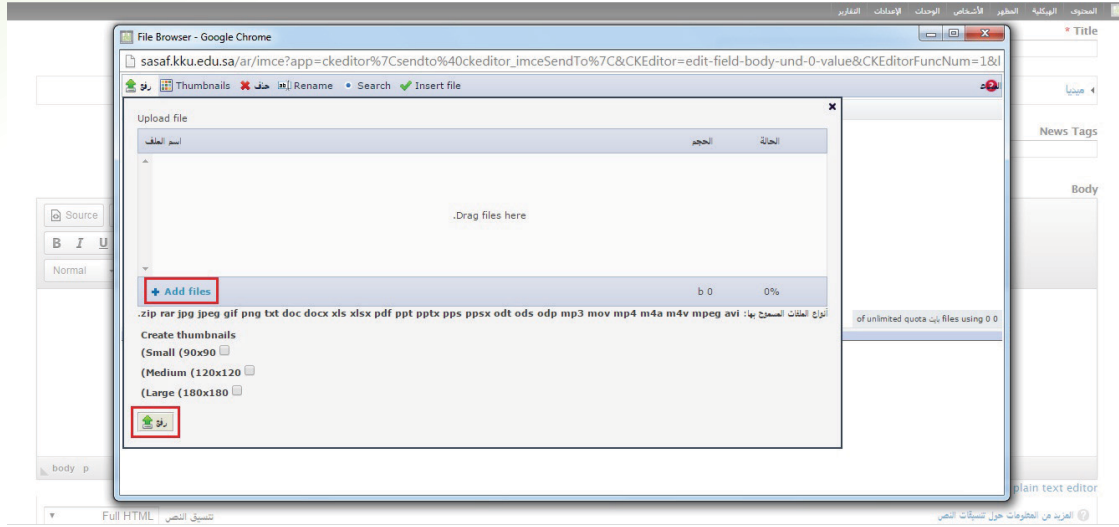 المحتوى الهيكلية المظهر الأشخاص الوحدات الإعدادات التقارير
File Browser - Google Chrome
* Title
sasaf.kku.edu.sa/ar/imce?app=ckeditor%7Csendto%40ckeditor_imceSendTo%7C&CKEditor=edit-field-body-und-0-value&CKEditorFuncNum=1&l
رفع Thumbnails حذف Rename Search Insert file
ميديا
Upload file
اسم الملف الحجم الحالة
News Tags
Body
Source
.Drag files here
B I U
Normal
Add files b 0 0%
.zip rar jpg jpeg gif png txt doc docx xls xlsx pdf ppt pptx pps ppsx odt ods odp mp3 mov mp4 m4a m4v mpeg avi :أنواع الملفات المسموح بها
of unlimited quota بايت files using 0 0
Create thumbnails
(Small (90x90
(Medium (120x120
(Large (180x180
رفع
body p
plain text editor
Full HTML تنسيق النص
المزيد من المعلومات حول تنسيقات النص